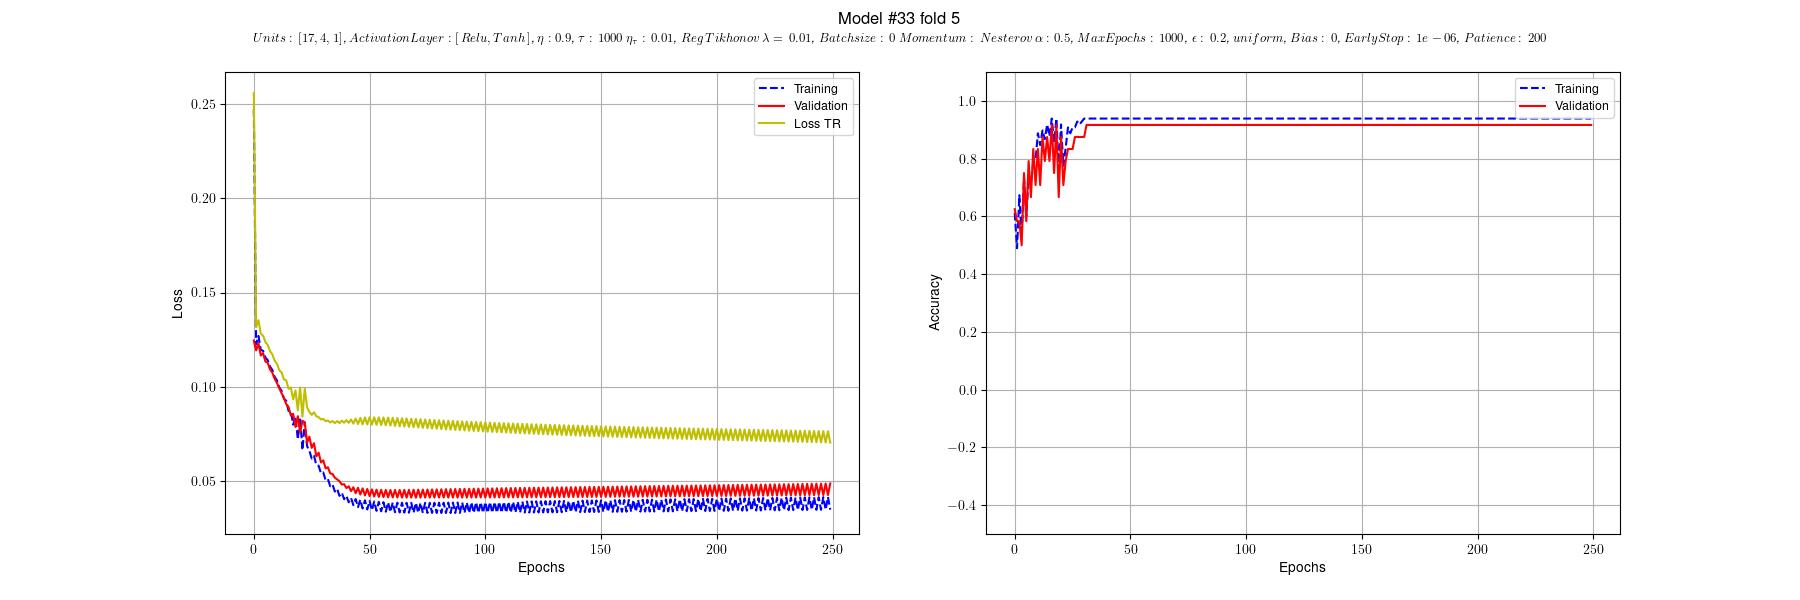 Model #33 fold 5
Units : [17, 4, 1], ActivationLayer : [Relu, Tanh], η : 0.9, τ : 1000 ητ : 0.01, RegTikhonov λ = 0.01, Batchsize : 0 Momentum : Nesterov α : 0.5, MaxEpochs : 1000, ϵ : 0.2, uniform, Bias : 0, EarlyStop : 1e − 06, Patience : 200
Training
Validation
Loss TR
0.25
0.20
0.15
0.10
0.05
Loss
0 50 100 150 200 250
Epochs
Training
Validation
1.0
0.8
0.6
0.4
0.2
0.0
−0.2
−0.4
Accuracy
0 50 100 150 200 250
Epochs